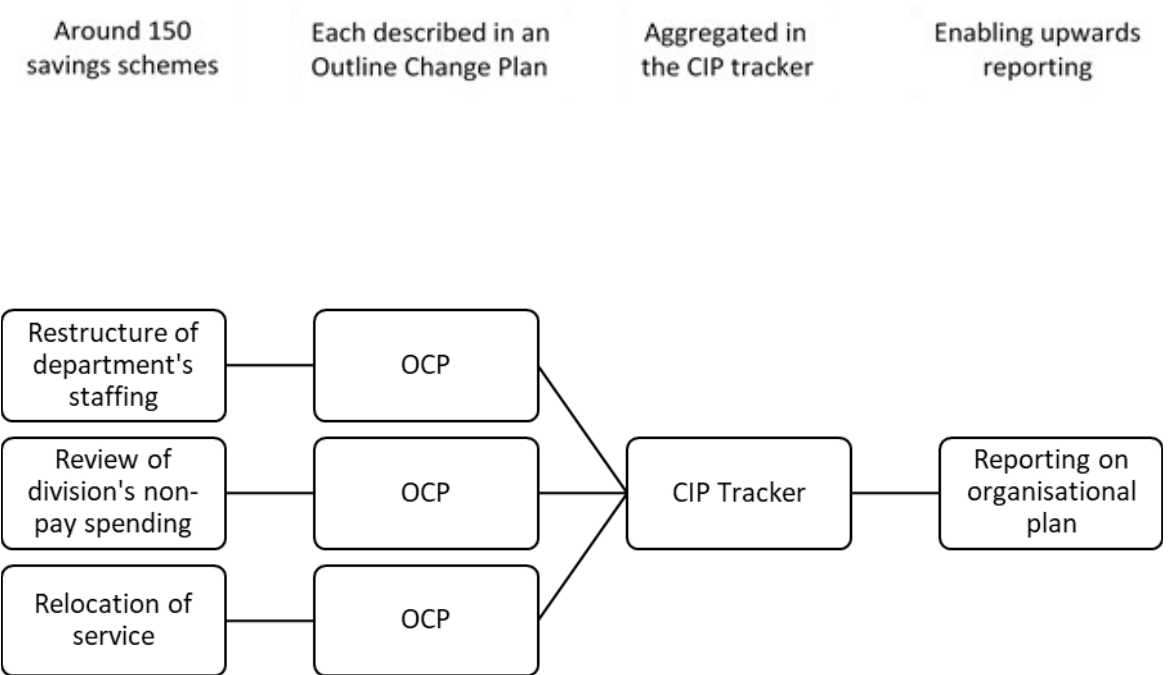 Around 150
savings schemes
Each described in an
Outline Change Plan
Aggregated in
the CIP tracker
Enabling upwards
reporting
Restructure of
department's
staffing
OCP
Review of
division's non-
pay spending
OCP
CIP Tracker
Reporting on
organisational
plan
Relocation of
service
OCP